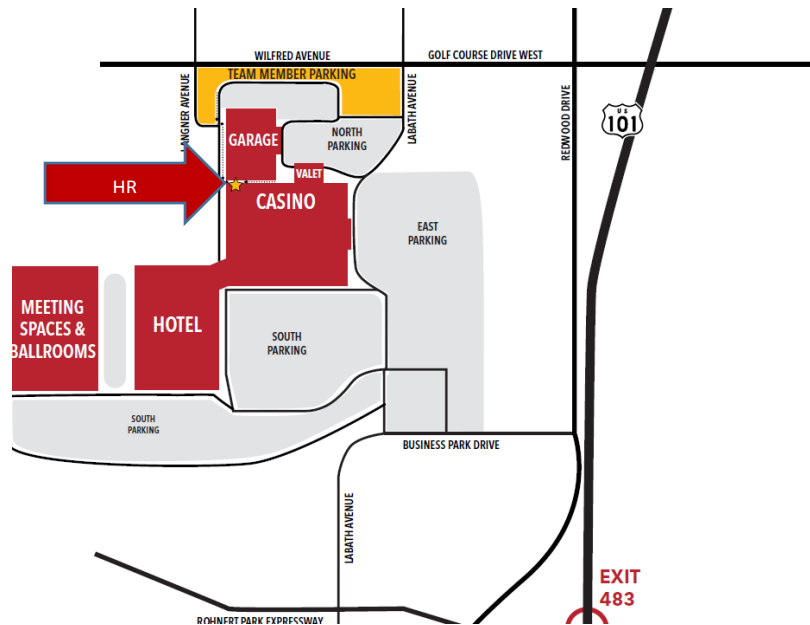 WILFRED AVENUE
GOLF COURSE DRIVE WEST
TEAM MEMBER PARKING
LANGNER AVENUE
LABATH AVENUE
REDWOOD DRIVE
U S
101
GARAGE
NORTH
PARKING
VALET
HR
CASINO
EAST
PARKING
MEETING
SPACES &
BALLROOMS
HOTEL
SOUTH
PARKING
SOUTH
PARKING
BUSINESS PARK DRIVE
LABATH AVENUE
EXIT
483
ROHNERT PARK EXPRESSWAY